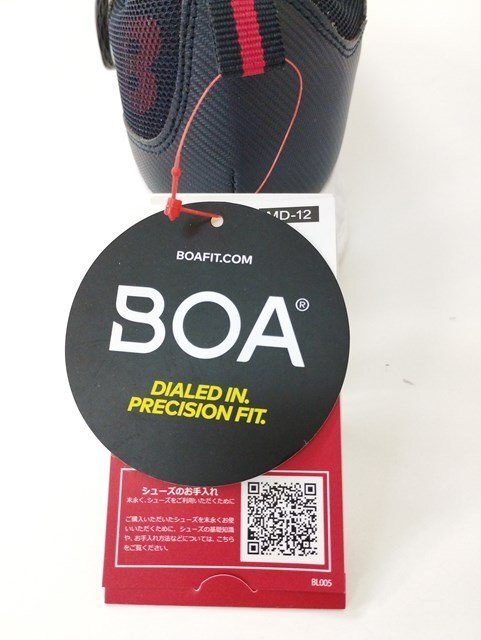 MD-12
BOAFIT.COM
BOA®
DIALED IN.
PRECISION FIT.
シューズのお手入れ
末永く、シューズをご利用いただくために
ご購入いただいたシューズを末永くお使
いいただくために、シューズの基礎知識
や、お手入れ方法などについては、こちら
をご覧ください。
BL005